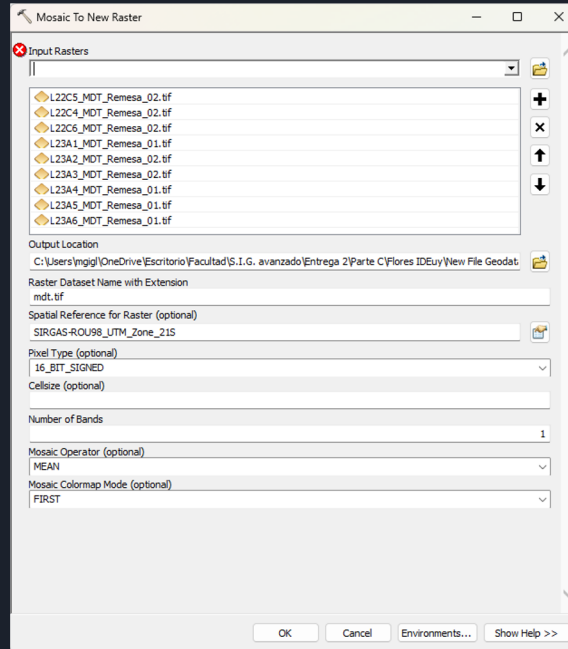 Mosaic To New Raster
Input Rasters
L22C5_MDT_Remesa_02.tif
L22C4_MDT_Remesa_02.tif
L22C6_MDT_Remesa_02.tif
L23A1_MDT_Remesa_02.tif
L23A2_MDT_Remesa_02.tif
L23A3_MDT_Remesa_02.tif
L23A4_MDT_Remesa_01.tif
L23A5_MDT_Remesa_01.tif
L23A6_MDT_Remesa_01.tif
Output Location
C:\Users\mgigl\OneDrive\Escritorio\Facultad\S.I.G. avanzado\Entrega 2\Parte C\Flores IDEuy\New File Geodat
Raster Dataset Name with Extension
mdt.tif
Spatial Reference for Raster (optional)
SIRGAS-ROU98_UTM_Zone_21S
Pixel Type (optional)
16_BIT_SIGNED
Cellsize (optional)
Number of Bands
1
Mosaic Operator (optional)
MEAN
Mosaic Colormap Mode (optional)
FIRST
OK Cancel Environments... Show Help >>